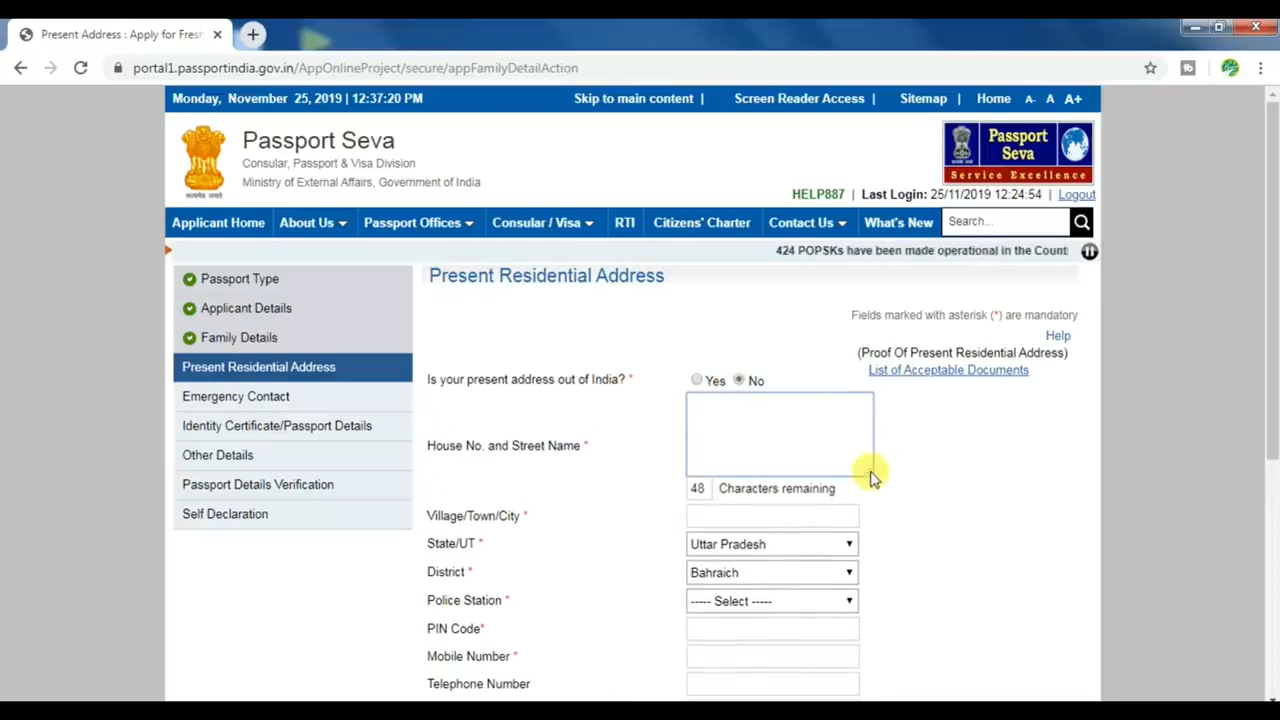 Present Address : Apply for Fres
portal1.passportindia.gov.in/AppOnlineProject/secure/appFamilyDetailAction
Monday, November 25, 2019 | 12:37:20 PM
Skip to main content | Screen Reader Access | Sitemap | Home A- A A+
Passport Seva
Consular, Passport & Visa Division
Ministry of External Affairs, Government of India
सत्यमेव जयते
Passport
Seva
Service Excellence
HELP887 | Last Login: 25/11/2019 12:24:54 | Logout
Applicant Home About Us Passport Offices Consular / Visa RTI Citizens' Charter Contact Us What's New Search...
424 POPSKs have been made operational in the Count
Passport Type
Applicant Details
Family Details
Present Residential Address
Emergency Contact
Identity Certificate/Passport Details
Other Details
Passport Details Verification
Self Declaration
Present Residential Address
Fields marked with asterisk (*) are mandatory
Help
(Proof Of Present Residential Address)
List of Acceptable Documents
Is your present address out of India? * Yes No
House No. and Street Name *
48 Characters remaining
Village/Town/City *
State/UT * Uttar Pradesh
District * Bahraich
Police Station * ----- Select -----
PIN Code*
Mobile Number *
Telephone Number